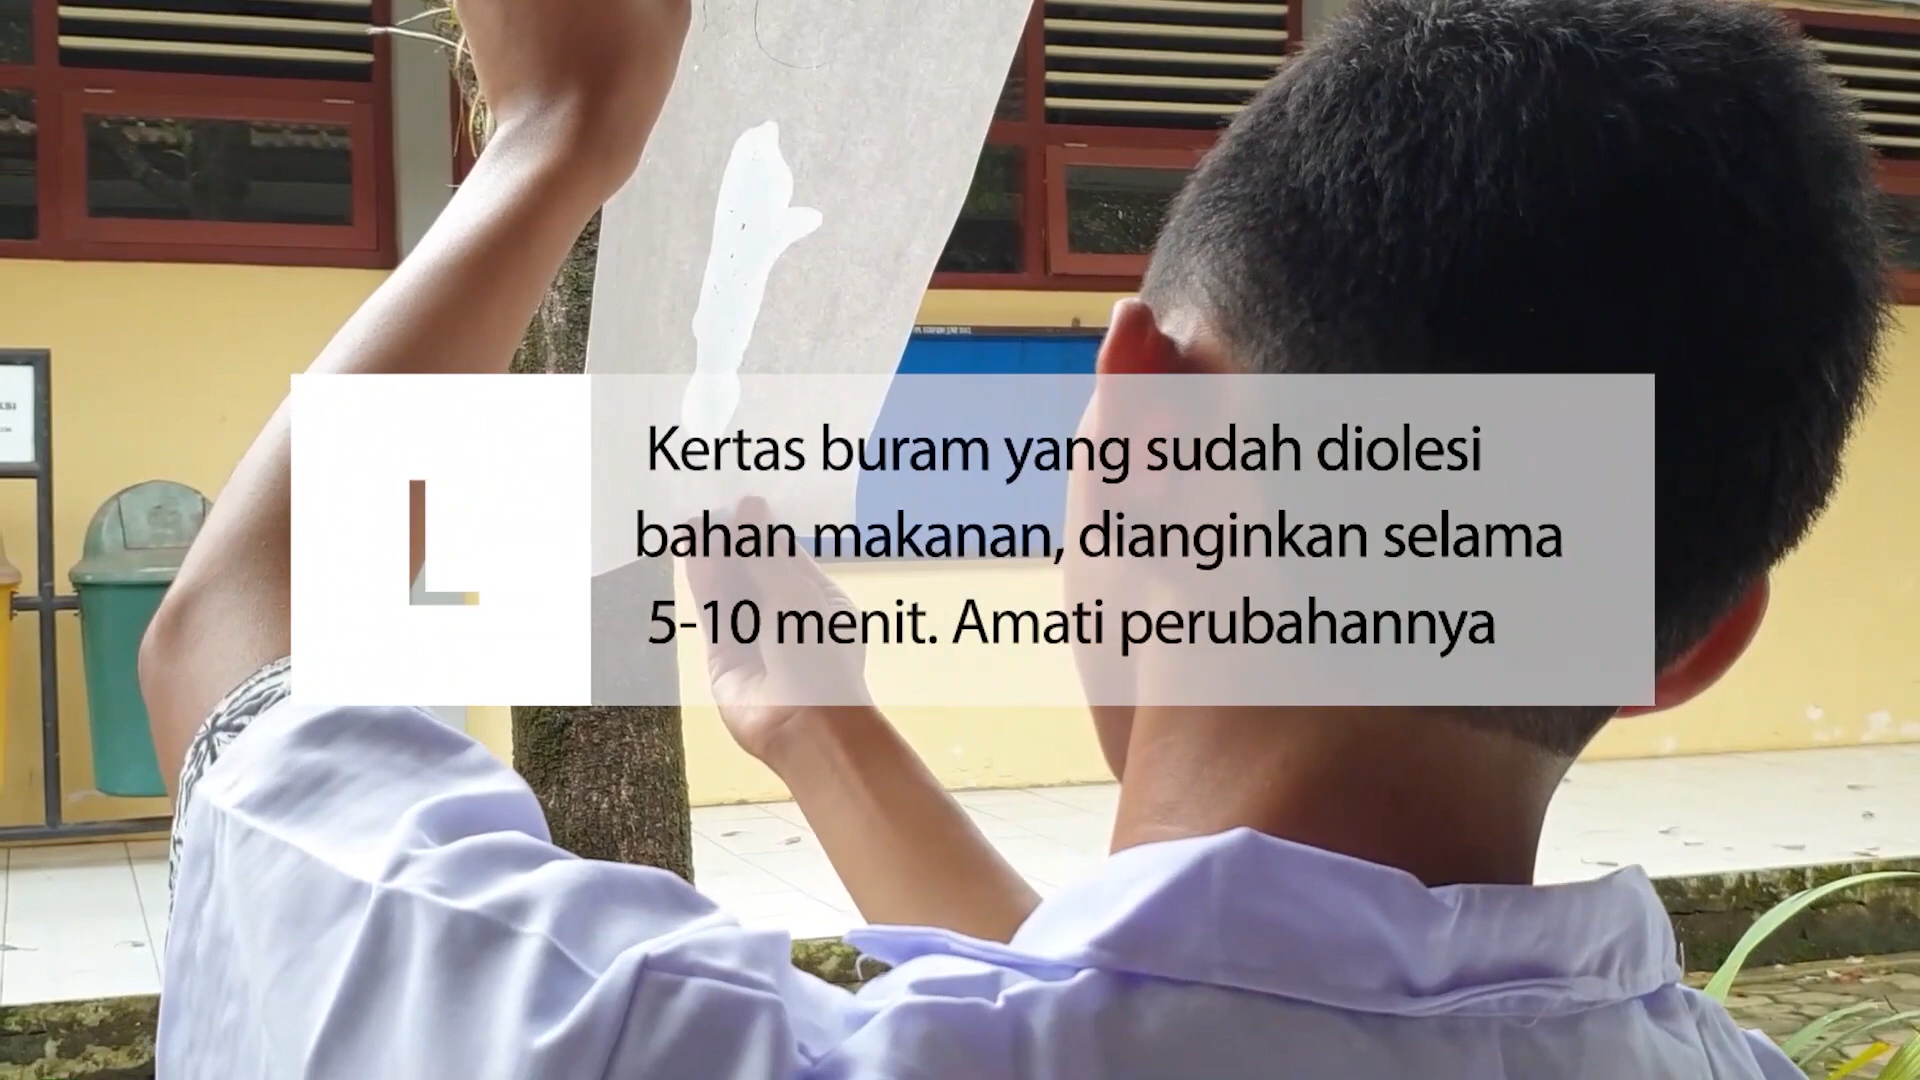 L
Kertas buram yang sudah diolesi
bahan makanan, dianginkan selama
5-10 menit. Amati perubahannya